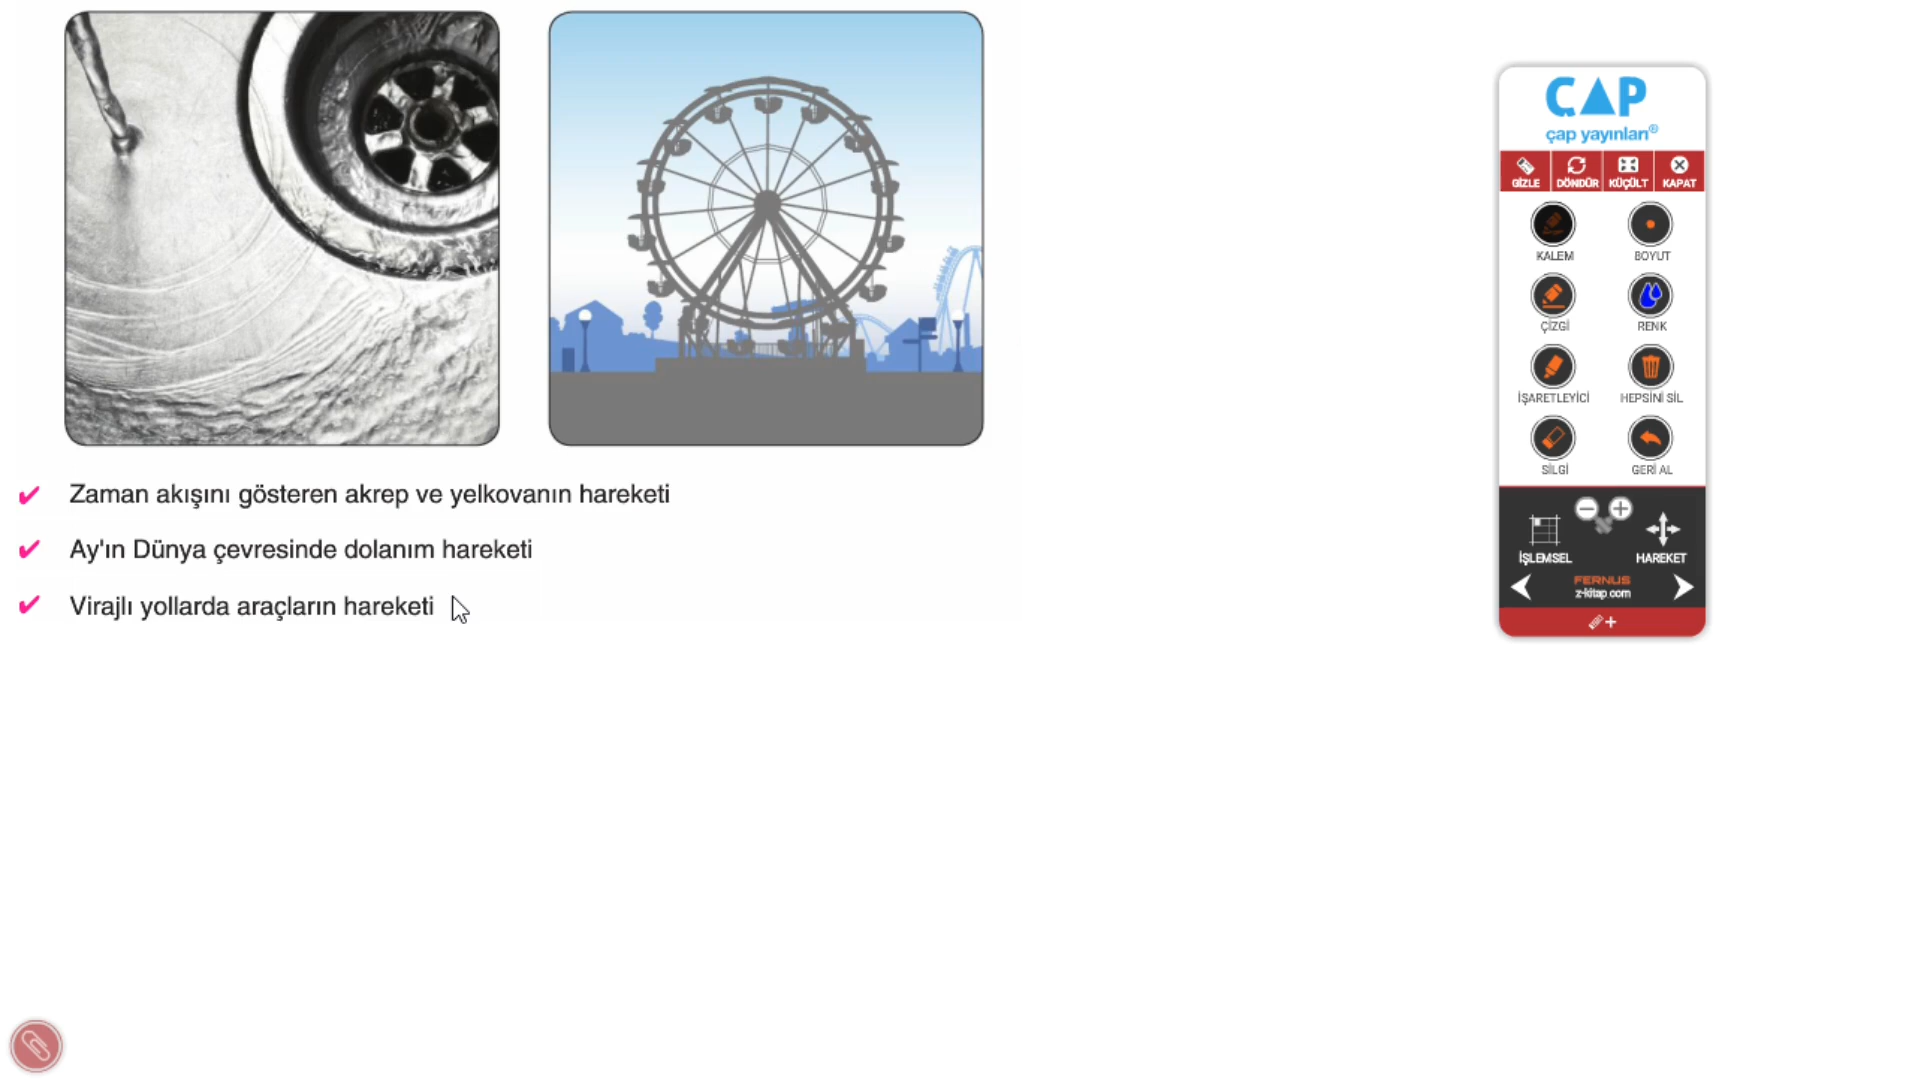 Zaman akışını gösteren akrep ve yelkovanın hareketi
Ay'ın Dünya çevresinde dolanım hareketi
Virajlı yollarda araçların hareketi
ÇAP
çap yayınları®
GİZLE DÖNDÜR KÜÇÜLT KAPAT
KALEM BOYUT
ÇİZGİ RENK
İŞARETLEYİCİ HEPSİNİ SİL
SİLGİ GERİ AL
İŞLEMSEL HAREKET
FERNUS
z-kitap com